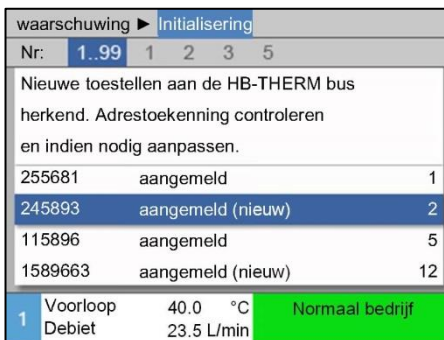 waarschuwing ► Initialisering
Nr: 1..99 1 2 3 5
Nieuwe toestellen aan de HB-THERM bus
herkend. Adrestoekenning controleren
en indien nodig aanpassen.
255681 aangemeld 1
245893 aangemeld (nieuw) 2
115896 aangemeld 5
1589663 aangemeld (nieuw) 12
1 Voorloop 40.0 °C Normaal bedrijf
Debiet 23.5 L/min